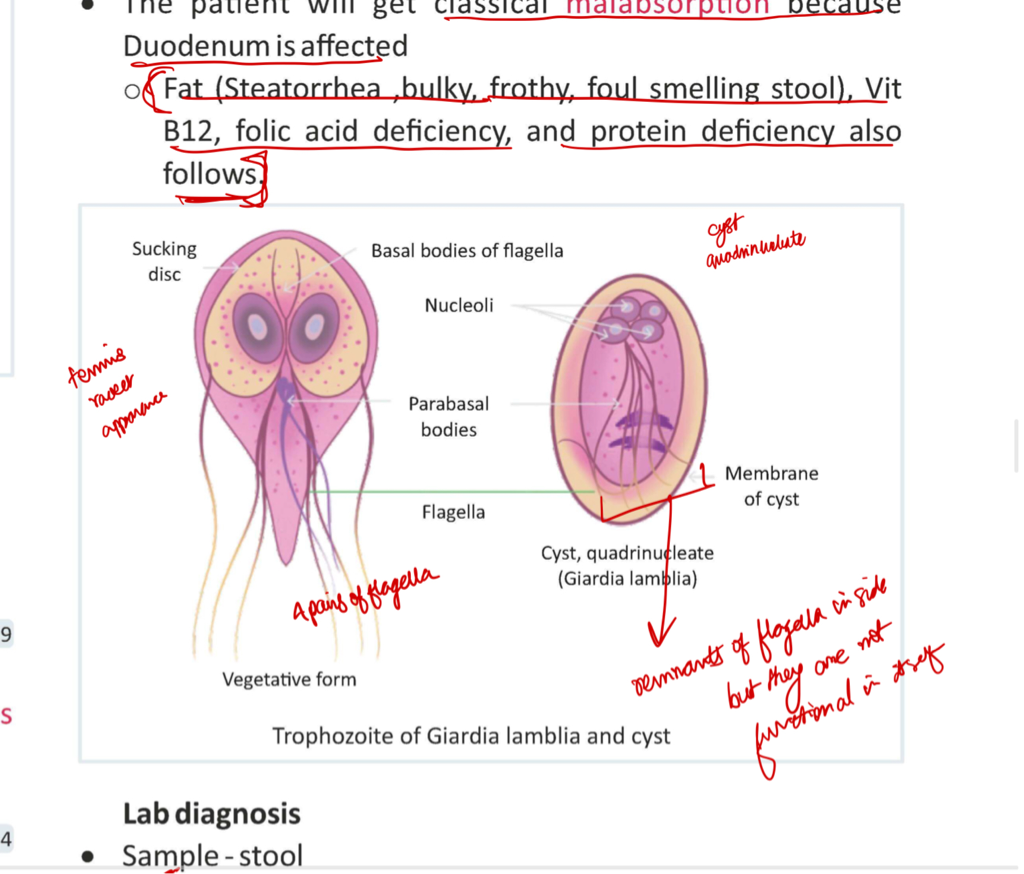 The patient will get classical malabsorption because
Duodenum is affected
Fat (Steatorrhea ,bulky, frothy, foul smelling stool), Vit
B12, folic acid deficiency, and protein deficiency also
follows.
cyst
Sucking
disc
Basal bodies of flagella
Nucleoli
tennis
racket
Parabasal
bodies
Membrane
of cyst
Flagella
Cyst, quadrinucleate
(Giardia lamblia)
4 pairs of flagella
remnants of flagella inside
but they are not
functional in itself
Vegetative form
Trophozoite of Giardia lamblia and cyst
9
S
Lab diagnosis
4
Sample - stool